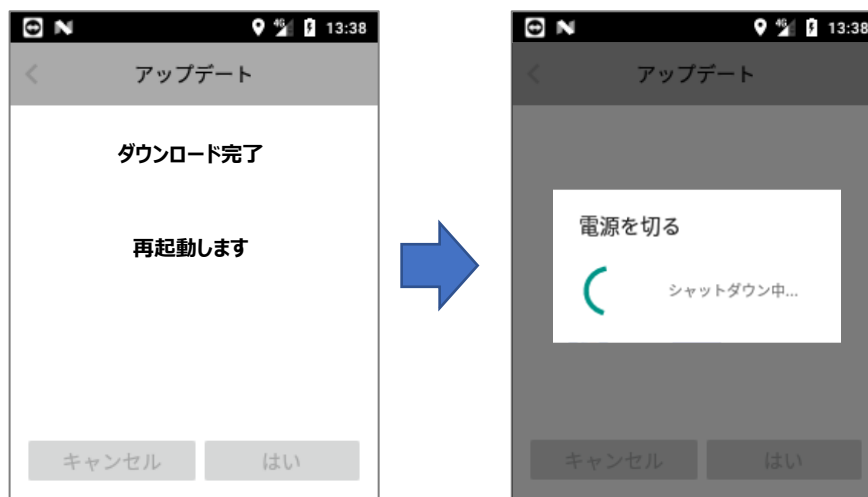 4G 13:38
アップデート
ダウンロード完了
再起動します
キャンセル はい
4G 13:38
アップデート
電源を切る
シャットダウン中...
キャンセル はい